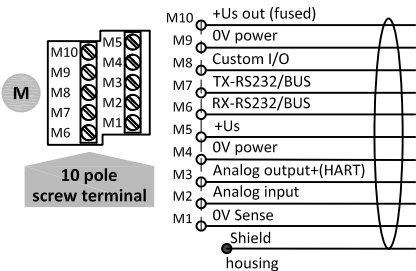 M
M10
M9
M8
M7
M6
M5
M4
M3
M2
M1
10 pole
screw terminal
M10 +Us out (fused)
M9 0V power
M8 Custom I/O
M7 TX-RS232/BUS
M6 RX-RS232/BUS
M5 +Us
M4 0V power
M3 Analog output+(HART)
M2 Analog input
M1 0V Sense
Shield
housing